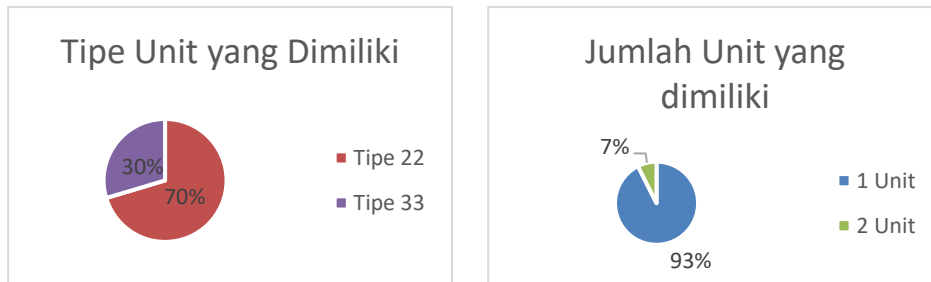 Tipe Unit yang Dimiliki
30%
70%
Tipe 22
Tipe 33
Jumlah Unit yang
dimiliki
7%
93%
1 Unit
2 Unit